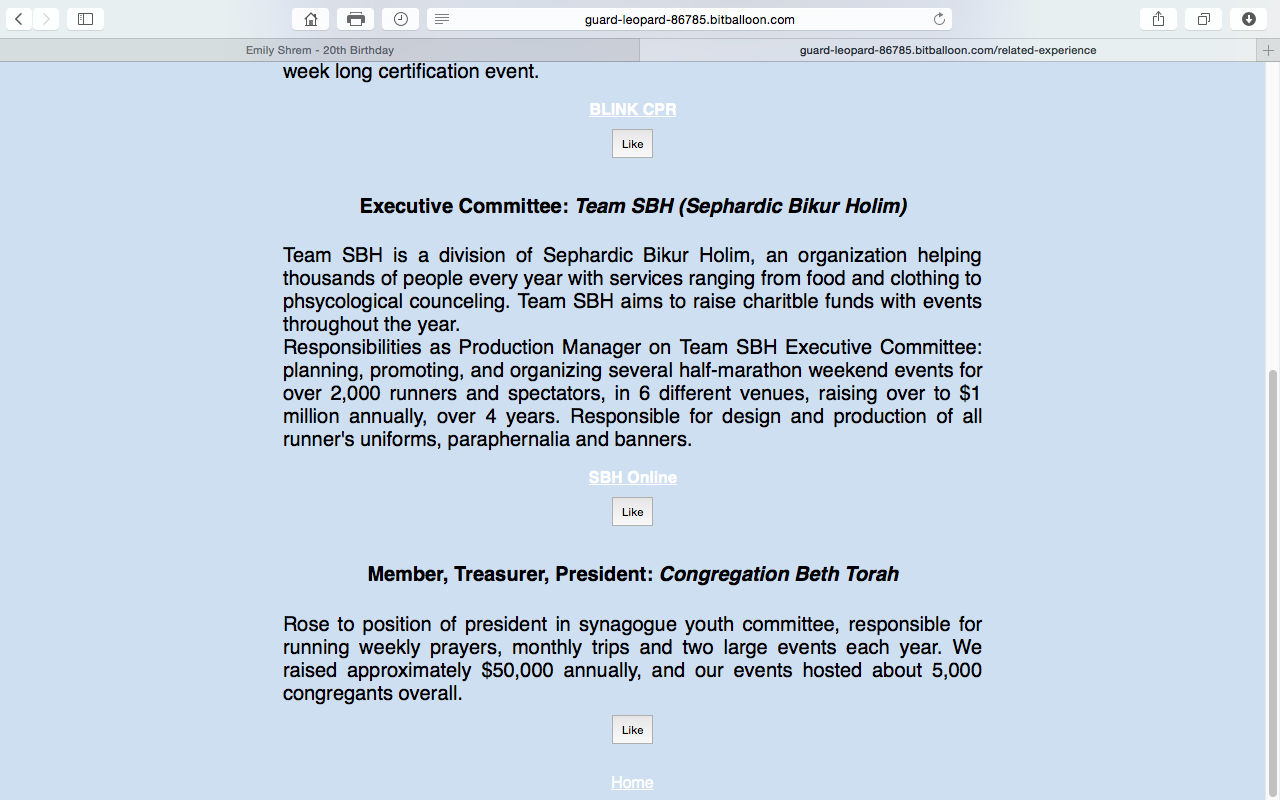 guard-leopard-86785.bitballoon.com
Emily Shrem - 20th Birthday
guard-leopard-86785.bitballoon.com/related-experience
week long certification event.
BLINK CPR
Like
Executive Committee: Team SBH (Sephardic Bikur Holim)
Team SBH is a division of Sephardic Bikur Holim, an organization helping
thousands of people every year with services ranging from food and clothing to
phsycological counceling. Team SBH aims to raise charitble funds with events
throughout the year.
Responsibilities as Production Manager on Team SBH Executive Committee:
planning, promoting, and organizing several half-marathon weekend events for
over 2,000 runners and spectators, in 6 different venues, raising over to $1
million annually, over 4 years. Responsible for design and production of all
runner's uniforms, paraphernalia and banners.
SBH Online
Like
Member, Treasurer, President: Congregation Beth Torah
Rose to position of president in synagogue youth committee, responsible for
running weekly prayers, monthly trips and two large events each year. We
raised approximately $50,000 annually, and our events hosted about 5,000
congregants overall.
Like
Home